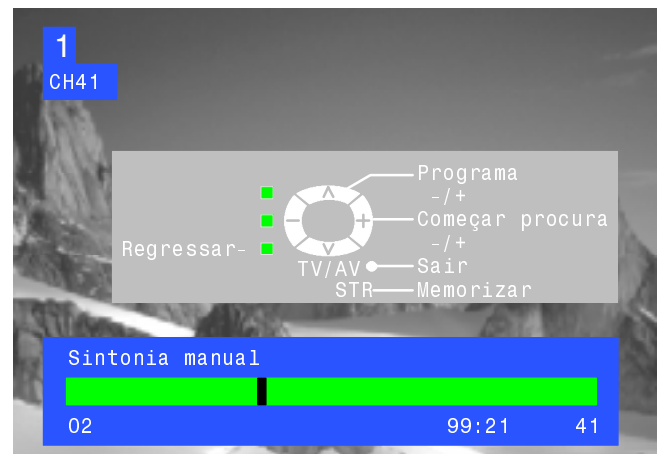 1
CH41
Programa
-/+
Começar procura
-/+
Regressar-
TV/AV Sair
STR Memorizar
Sintonia manual
02 99:21 41